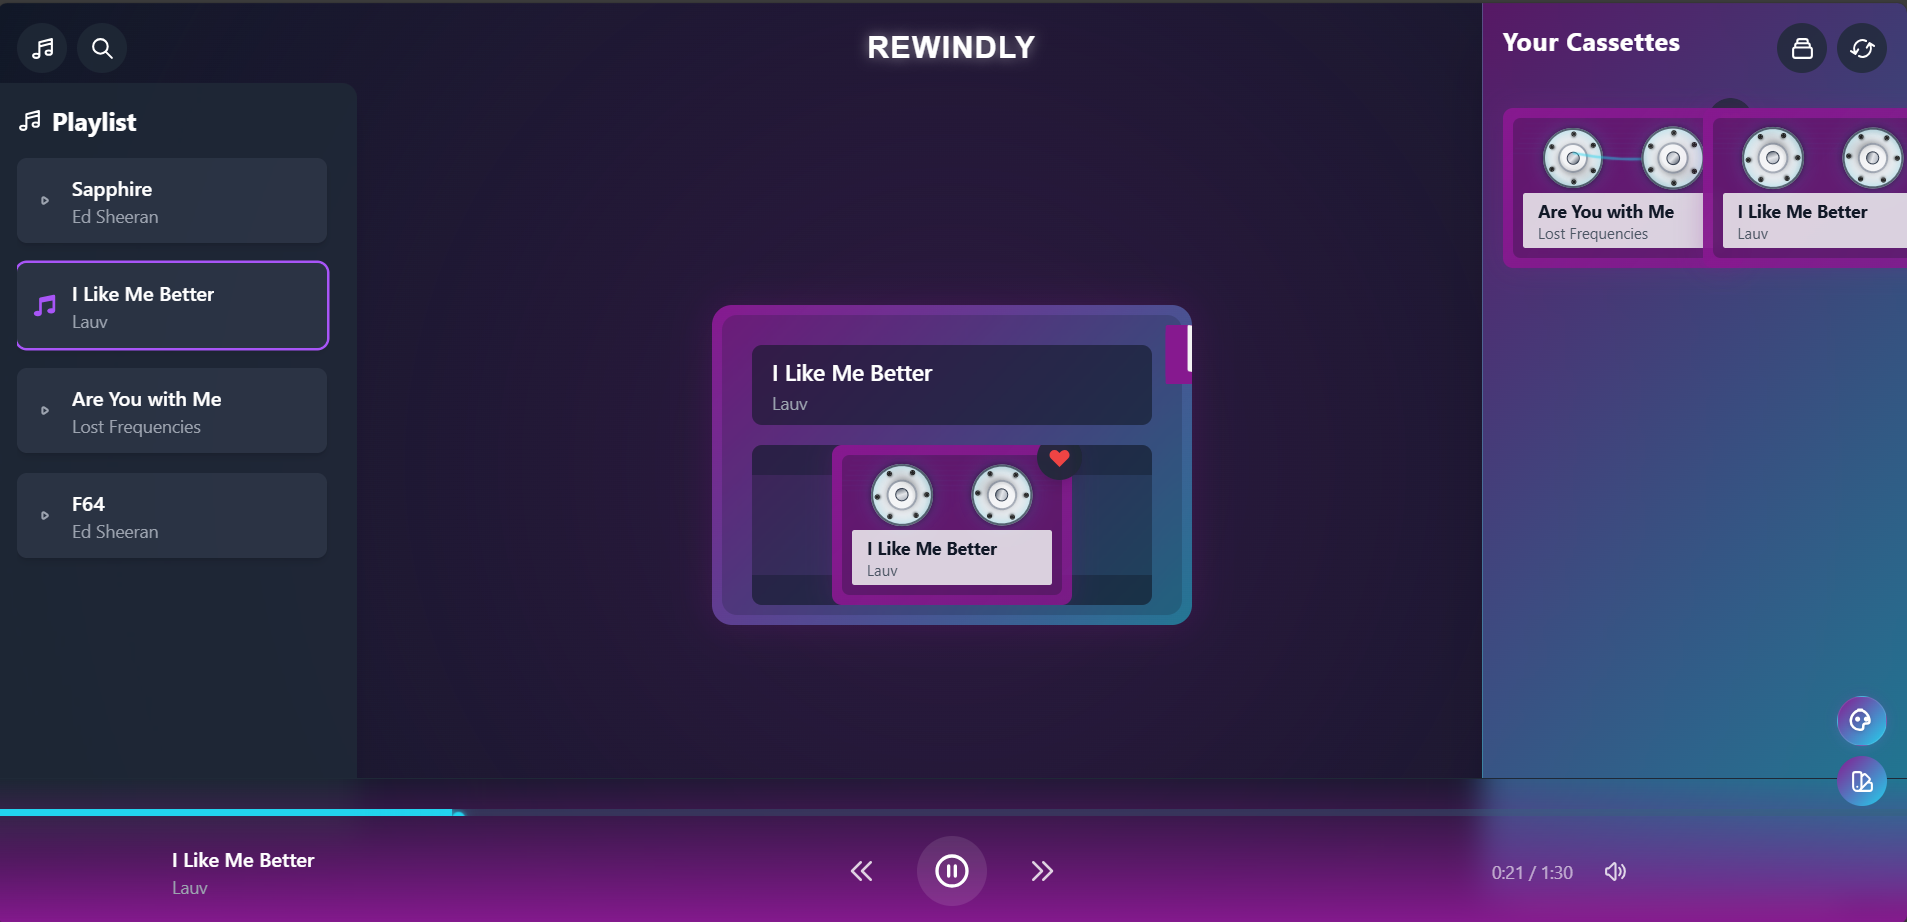 REWINDLY
Playlist
Sapphire
Ed Sheeran
I Like Me Better
Lauv
Are You with Me
Lost Frequencies
F64
Ed Sheeran
I Like Me Better
Lauv
I Like Me Better
Lauv
Your Cassettes
Are You with Me
Lost Frequencies
I Like Me Better
Lauv
I Like Me Better
Lauv
0:21 / 1:30